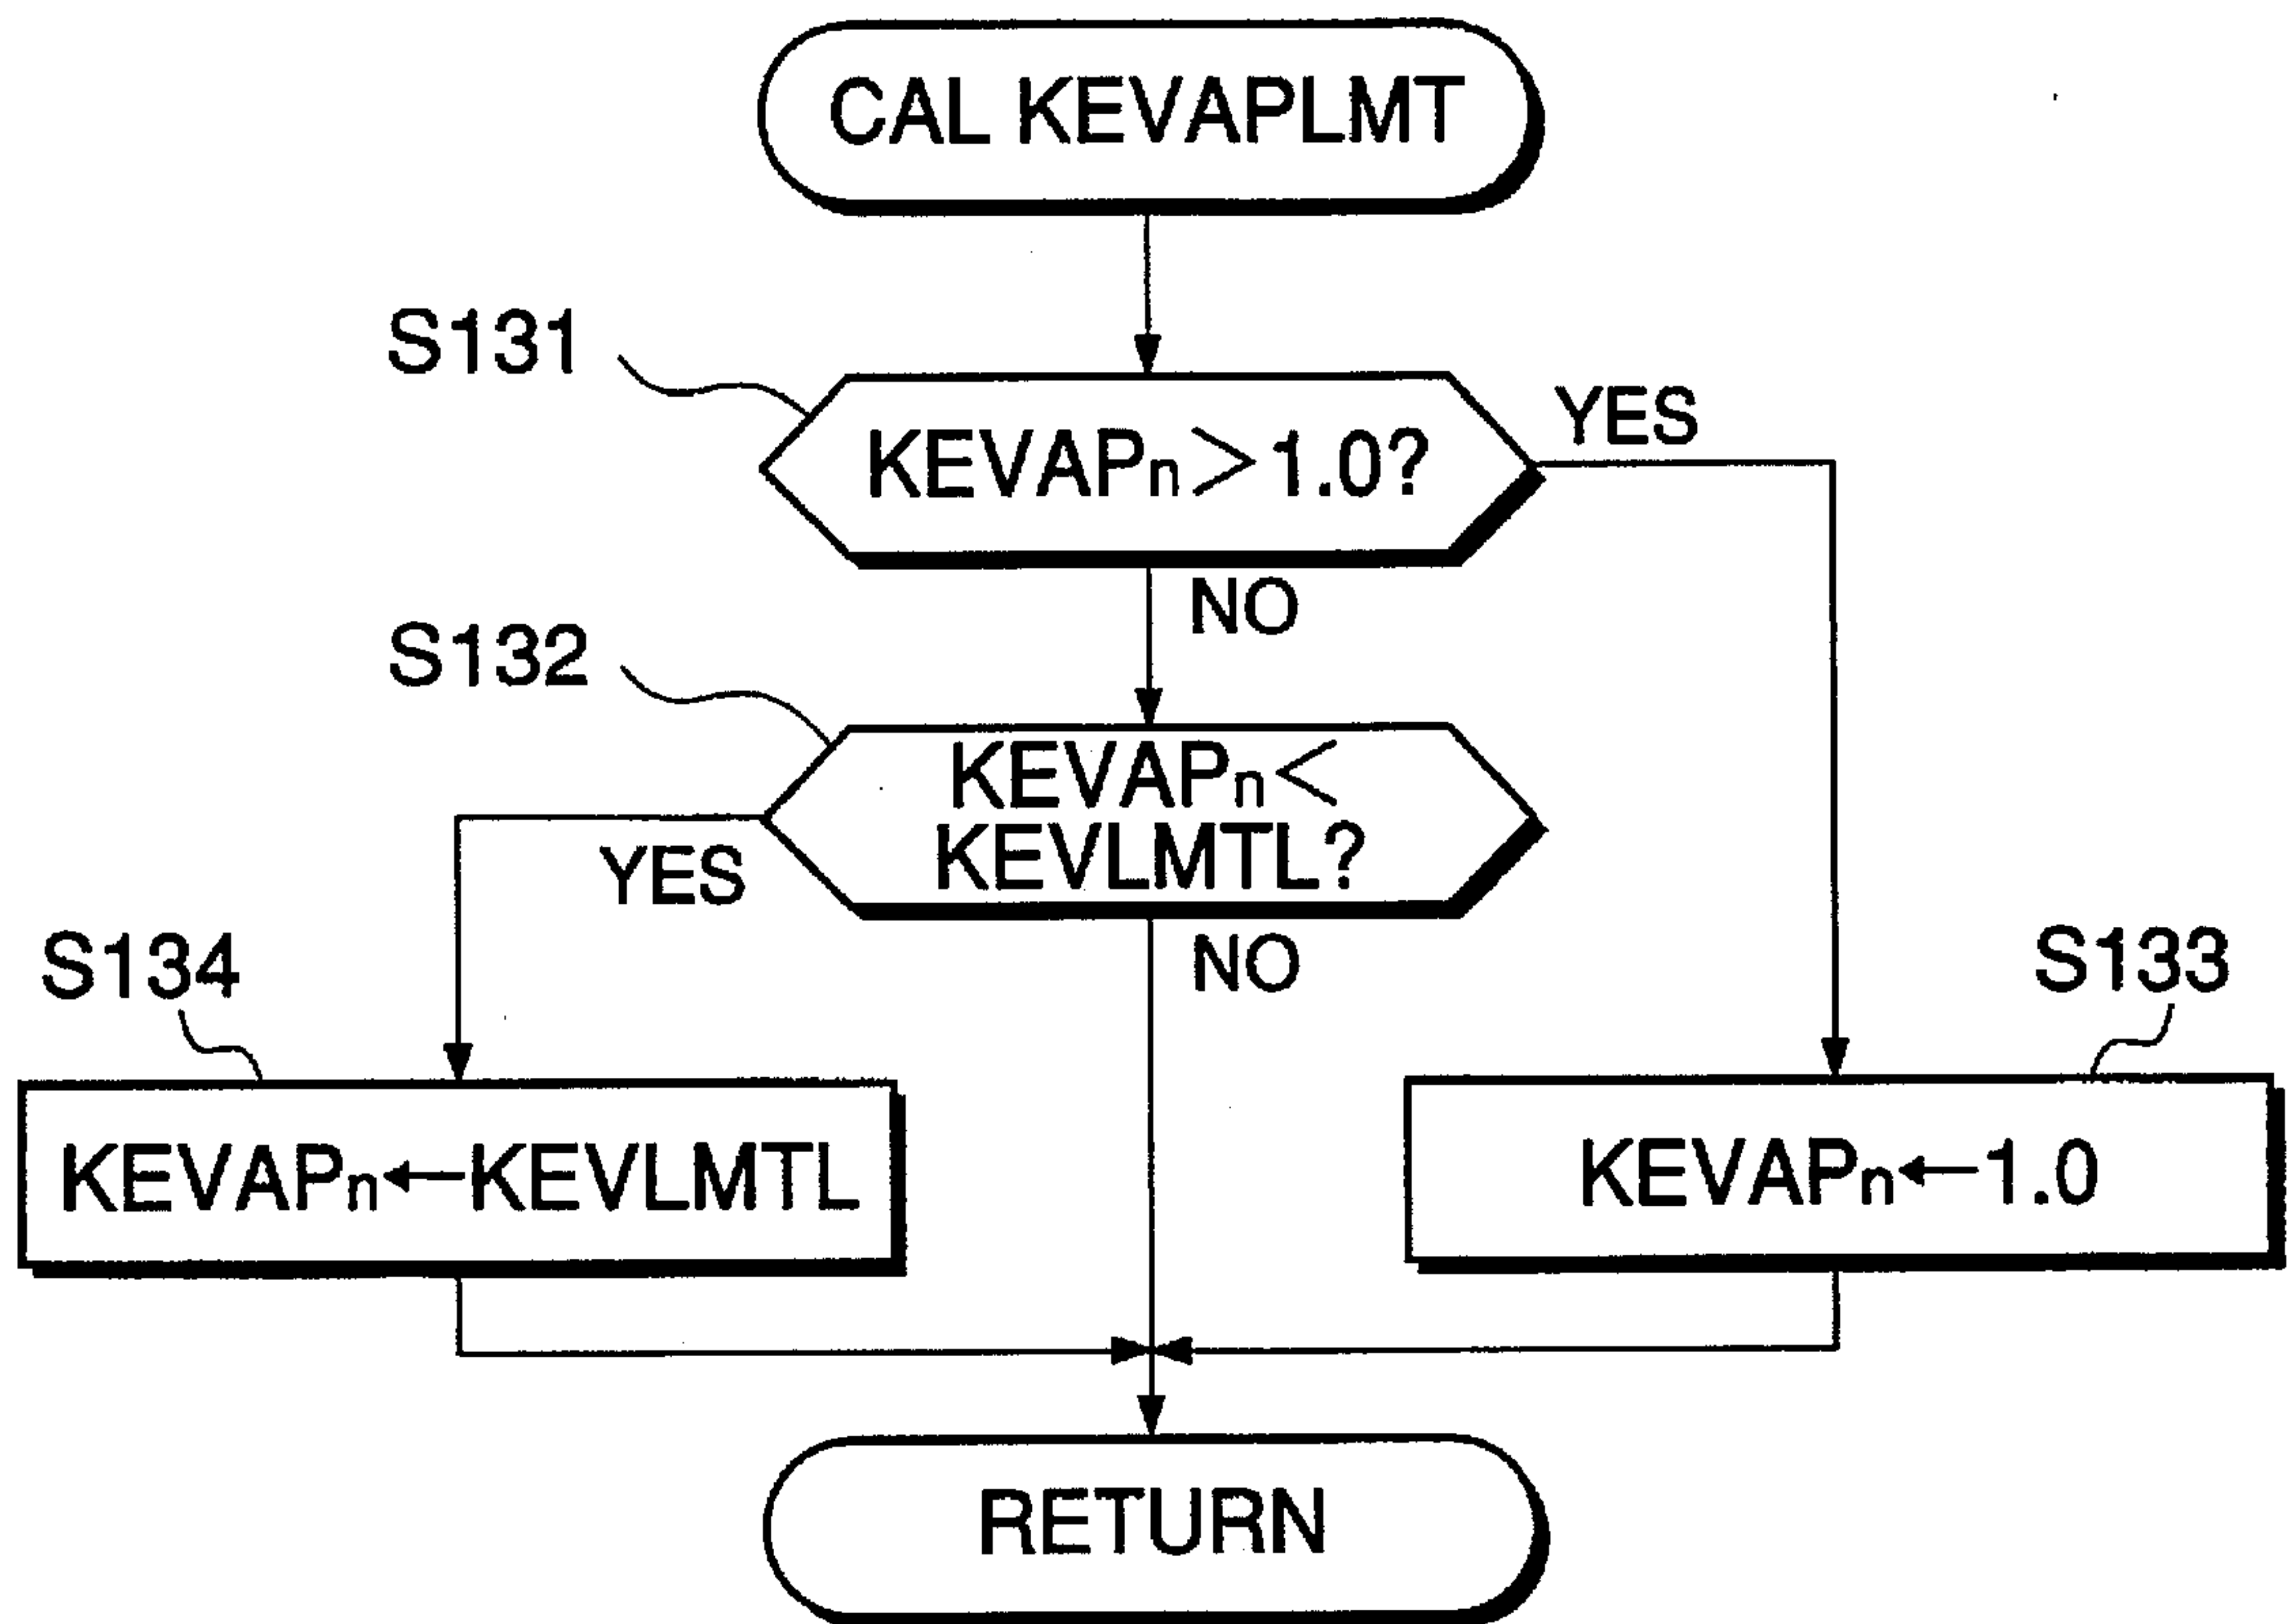 CAL KEVAPLMT
S131
KEVAPn>1.0?
YES
NO
S132
KEVAPn<
KEVLMTL?
YES
NO
S134
S133
KEVAPn←KEVLMTL
KEVAPn←1.0
RETURN